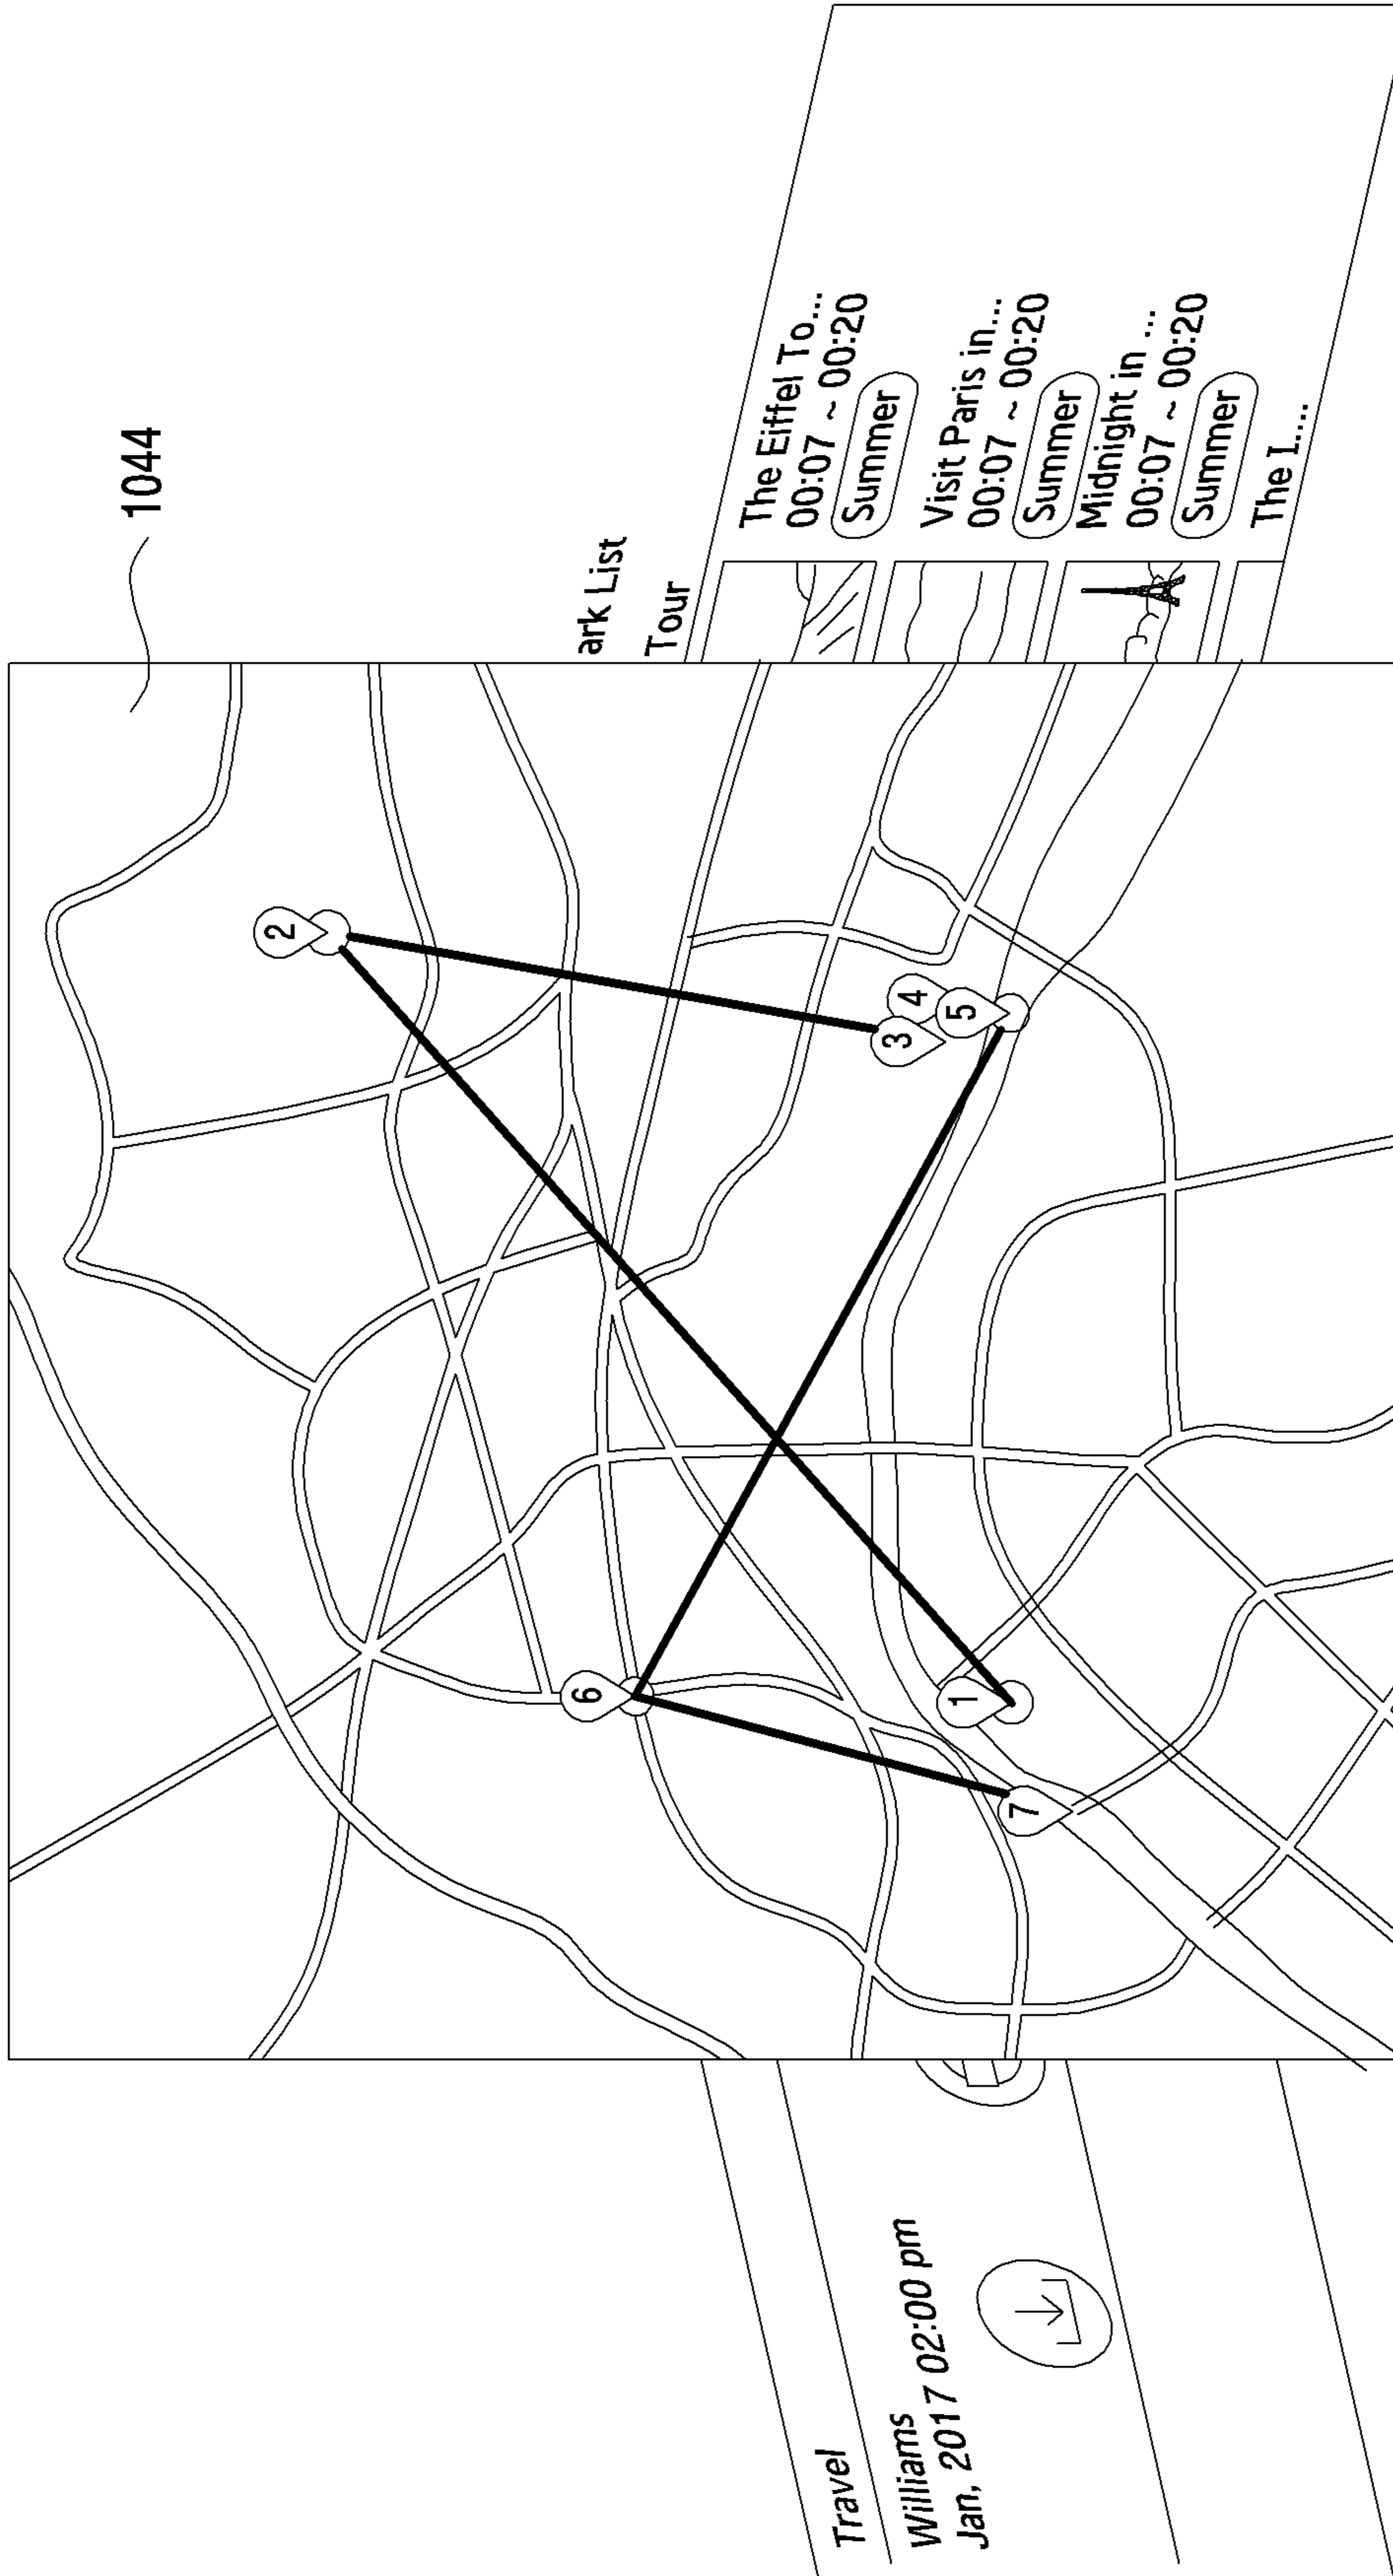 1044
2
6
3
4
5
1
7
Travel
Williams
Jan, 2017 02:00 pm
ark List
Tour
The Eiffel To...
00:07 ~ 00:20
Summer
Visit Paris in...
00:07 ~ 00:20
Summer
Midnight in ...
00:07 ~ 00:20
Summer
The I....